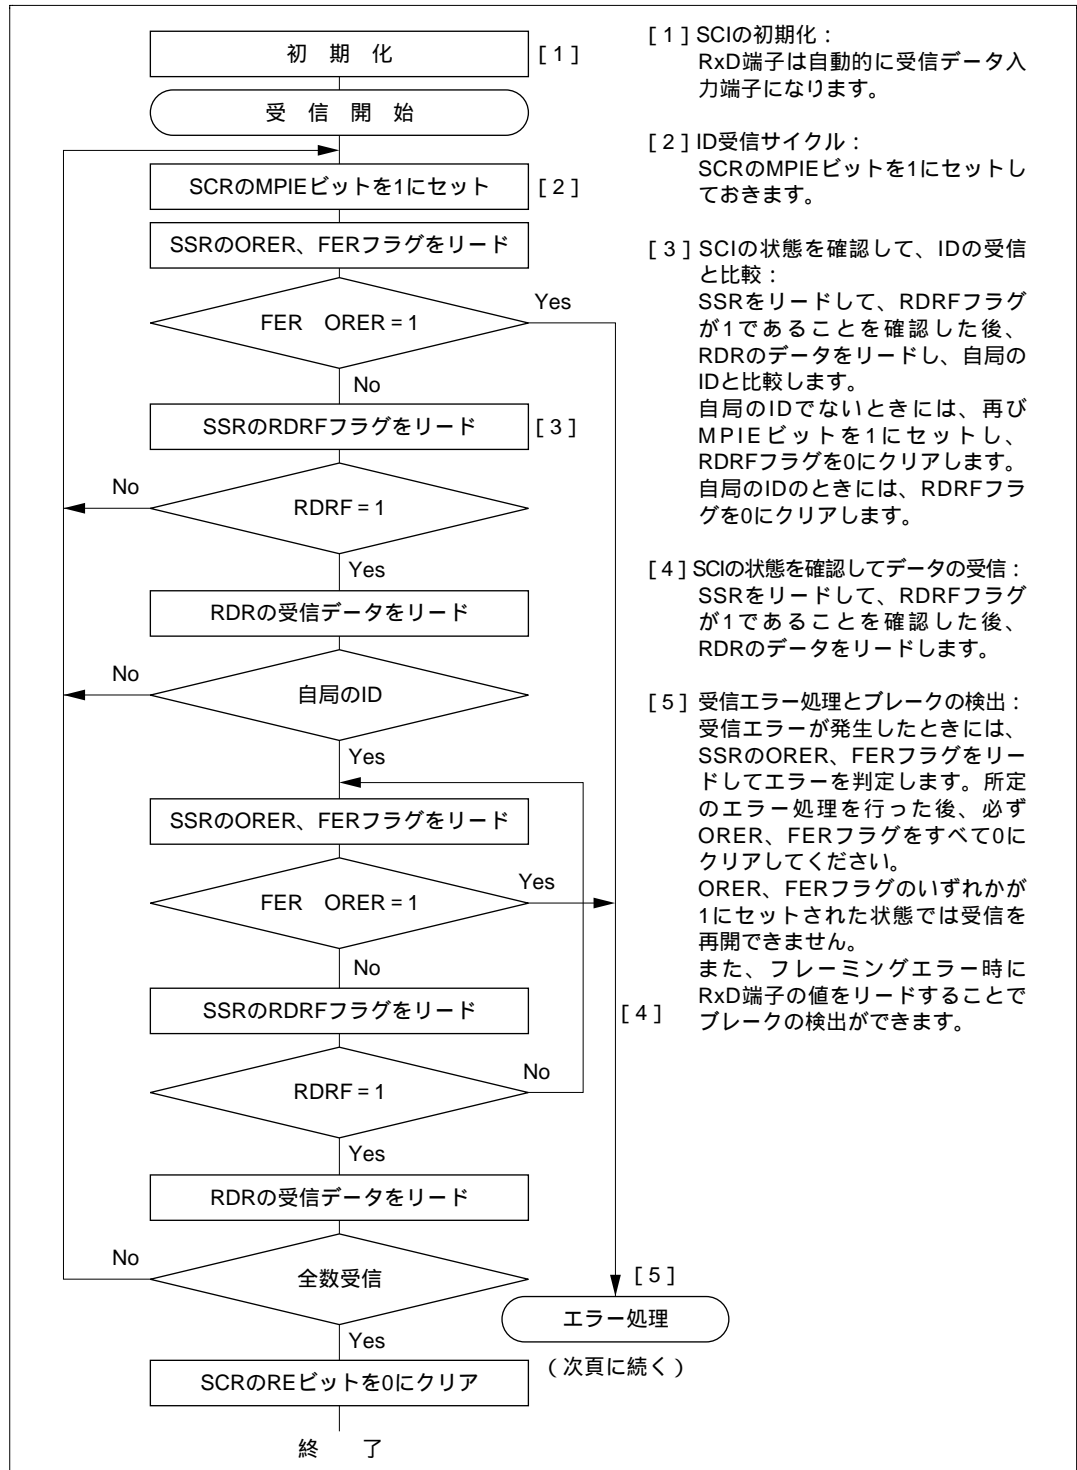 初 期 化 [1]
受 信 開 始
SCRのMPIEビットを1にセット [2]
SSRのORER、FERフラグをリード
FER ORER = 1
Yes
No
SSRのRDRFフラグをリード [3]
RDRF = 1
No
Yes
RDRの受信データをリード
自局のID
No
Yes
SSRのORER、FERフラグをリード
FER ORER = 1
Yes
No
SSRのRDRFフラグをリード
[4]
RDRF = 1
No
Yes
RDRの受信データをリード
全数受信
No
Yes
SCRのREビットを0にクリア
終 了
[5]
エラー処理
(次頁に続く)
[1] SCIの初期化:
RxD端子は自動的に受信データ入
力端子になります。
[2] ID受信サイクル:
SCRのMPIEビットを1にセットし
ておきます。
[3] SCIの状態を確認して、IDの受信
と比較:
SSRをリードして、RDRFフラグ
が1であることを確認した後、
RDRのデータをリードし、自局の
IDと比較します。
自局のIDでないときには、再び
MPIEビットを1にセットし、
RDRFフラグを0にクリアします。
自局のIDのときには、RDRFフラ
グを0にクリアします。
[4] SCIの状態を確認してデータの受信:
SSRをリードして、RDRFフラグ
が1であることを確認した後、
RDRのデータをリードします。
[5] 受信エラー処理とブレークの検出:
受信エラーが発生したときには、
SSRのORER、FERフラグをリー
ドしてエラーを判定します。所定
のエラー処理を行った後、必ず
ORER、FERフラグをすべて0に
クリアしてください。
ORER、FERフラグのいずれかが
1にセットされた状態では受信を
再開できません。
また、フレーミングエラー時に
RxD端子の値をリードすることで
ブレークの検出ができます。